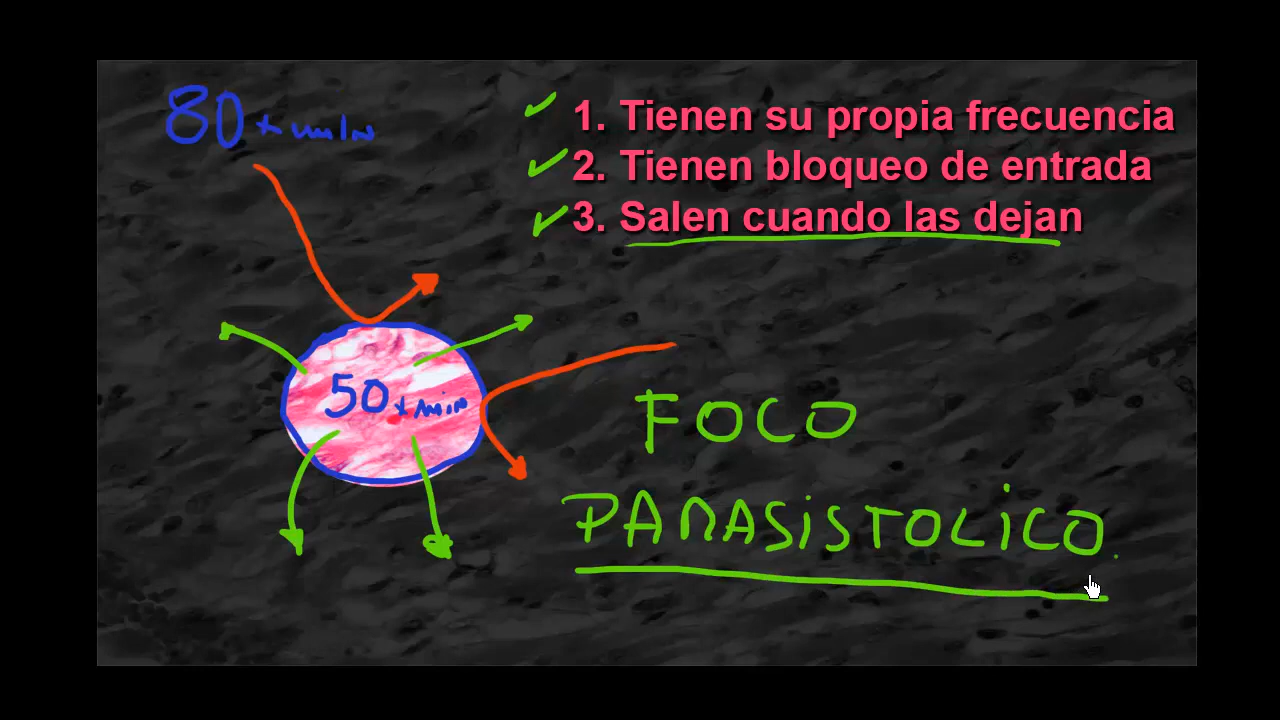 80 x min
1. Tienen su propia frecuencia
2. Tienen bloqueo de entrada
3. Salen cuando las dejan
50 x min
FOCO
PARASISTOLICO.